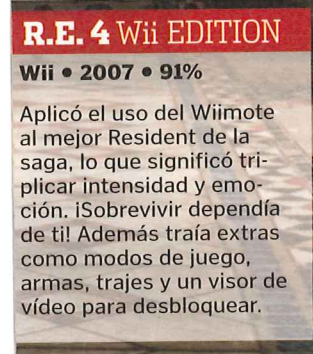 R.E. 4 Wii EDITION
Wii • 2007 • 91%
Aplicó el uso del Wiimote
al mejor Resident de la
saga, lo que significó tri-
plicar intensidad y emo-
ción. ¡Sobrevivir dependía
de ti! Además traía extras
como modos de juego,
armas, trajes y un visor de
vídeo para desbloquear.